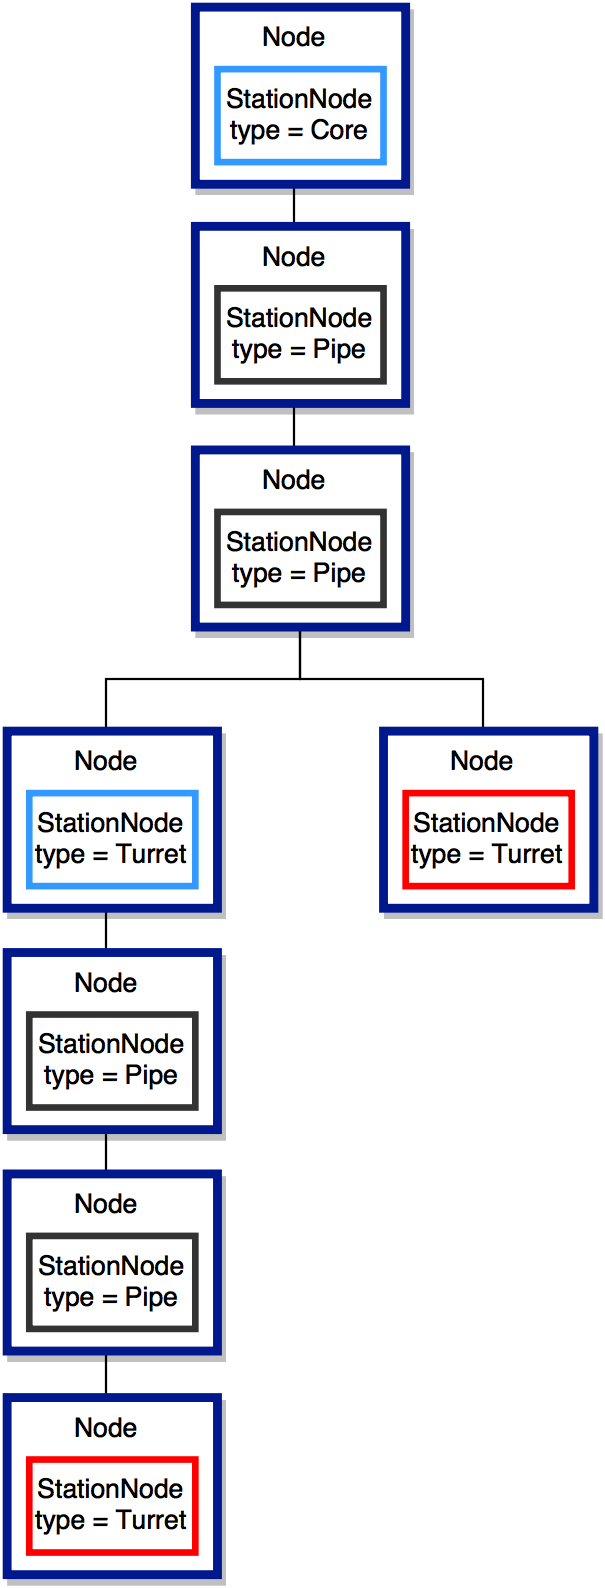 Node
StationNode
type = Core
Node
StationNode
type = Pipe
Node
StationNode
type = Pipe
Node
StationNode
type = Turret
Node
StationNode
type = Turret
Node
StationNode
type = Pipe
Node
StationNode
type = Pipe
Node
StationNode
type = Turret